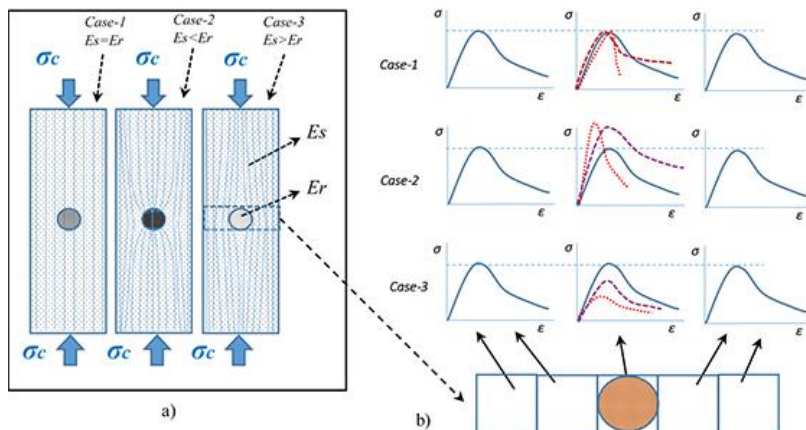 a)
Case-1
Es=Er
Case-2
Es<Er
Case-3
Es>Er
σc
σc
σc
Es
Er
σc
σc
σc
a)
b)
σ
σ
σ
Case-1
ε
ε
ε
σ
σ
σ
Case-2
ε
ε
ε
σ
σ
σ
Case-3
ε
ε
ε